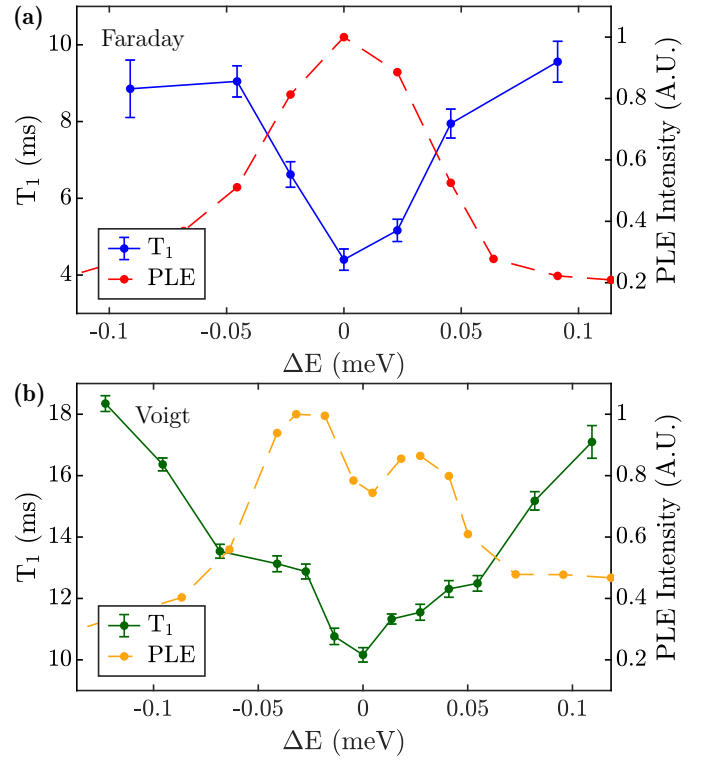 (a)
Faraday
10
8
6
4
T₁ (ms)
T₁
PLE
1
0.8
0.6
0.4
0.2
PLE Intensity (A.U.)
-0.1
-0.05
0
0.05
0.1
ΔE (meV)
(b)
Voigt
18
16
14
12
10
T₁ (ms)
T₁
PLE
1
0.8
0.6
0.4
0.2
PLE Intensity (A.U.)
-0.1
-0.05
0
0.05
0.1
ΔE (meV)